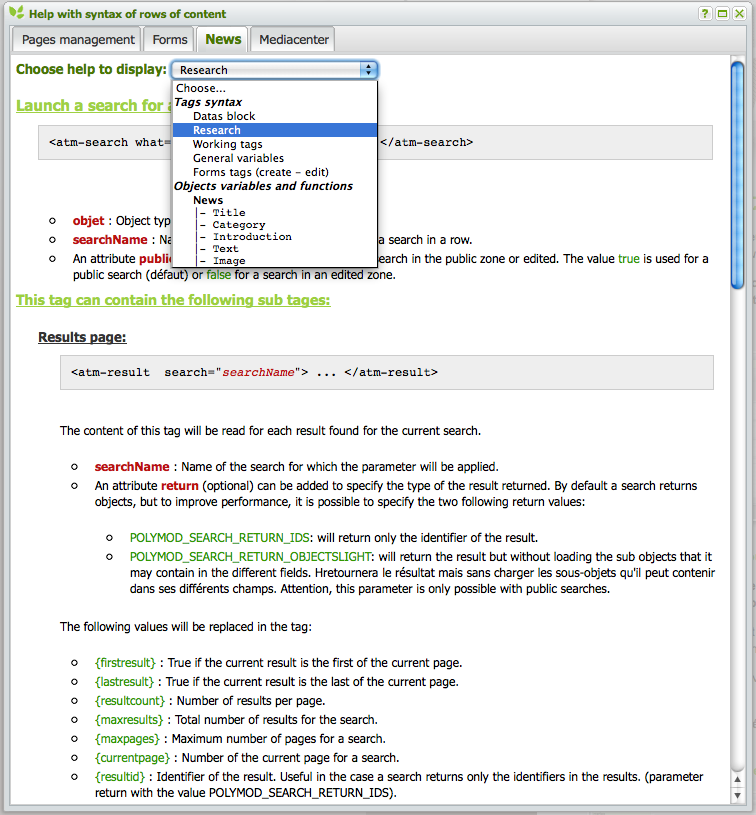 Help with syntax of rows of content
Pages management Forms News Mediacenter
Choose help to display: Research
Choose...
Tags syntax
Datas block
Research
Working tags
General variables
Forms tags (create - edit)
Objects variables and functions
News
|- Title
|- Category
|- Introduction
|- Text
|- Image
Launch a search for a
<atm-search what= </atm-search>
objet : Object typ
searchName : Na a search in a row.
An attribute public earch in the public zone or edited. The value true is used for a
public search (défaut) or false for a search in an edited zone.
This tag can contain the following sub tages:
Results page:
<atm-result search="searchName"> ... </atm-result>
The content of this tag will be read for each result found for the current search.
searchName : Name of the search for which the parameter will be applied.
An attribute return (optional) can be added to specify the type of the result returned. By default a search returns
objects, but to improve performance, it is possible to specify the two following return values:
POLYMOD_SEARCH_RETURN_IDS: will return only the identifier of the result.
POLYMOD_SEARCH_RETURN_OBJECTSLIGHT: will return the result but without loading the sub objects that it
may contain in the different fields. Hretournera le résultat mais sans charger les sous-objets qu'il peut contenir
dans ses différents champs. Attention, this parameter is only possible with public searches.
The following values will be replaced in the tag:
{firstresult} : True if the current result is the first of the current page.
{lastresult} : True if the current result is the last of the current page.
{resultcount} : Number of results per page.
{maxresults} : Total number of results for the search.
{maxpages} : Maximum number of pages for a search.
{currentpage} : Number of the current page for a search.
{resultid} : Identifier of the result. Useful in the case a search returns only the identifiers in the results. (parameter
return with the value POLYMOD_SEARCH_RETURN_IDS).